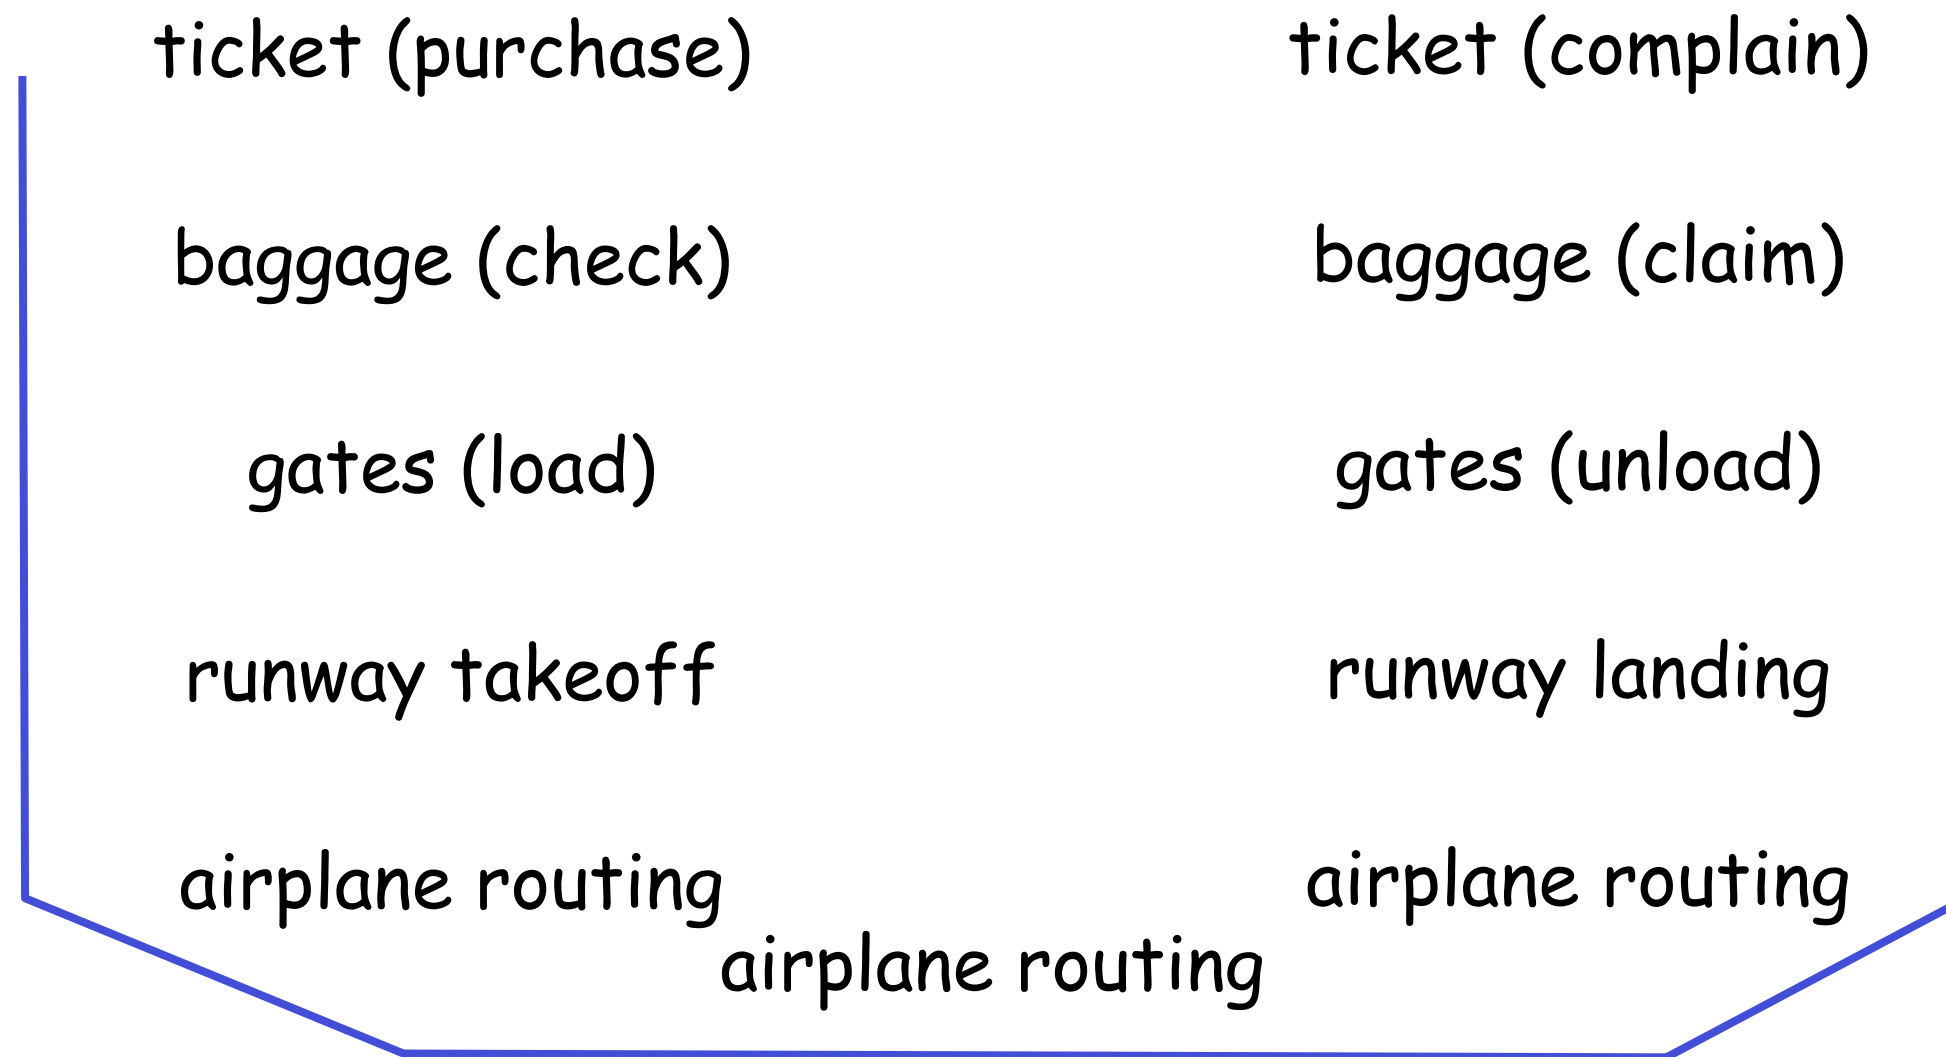 ticket (purchase)
baggage (check)
gates (load)
runway takeoff
airplane routing
ticket (complain)
baggage (claim)
gates (unload)
runway landing
airplane routing
airplane routing